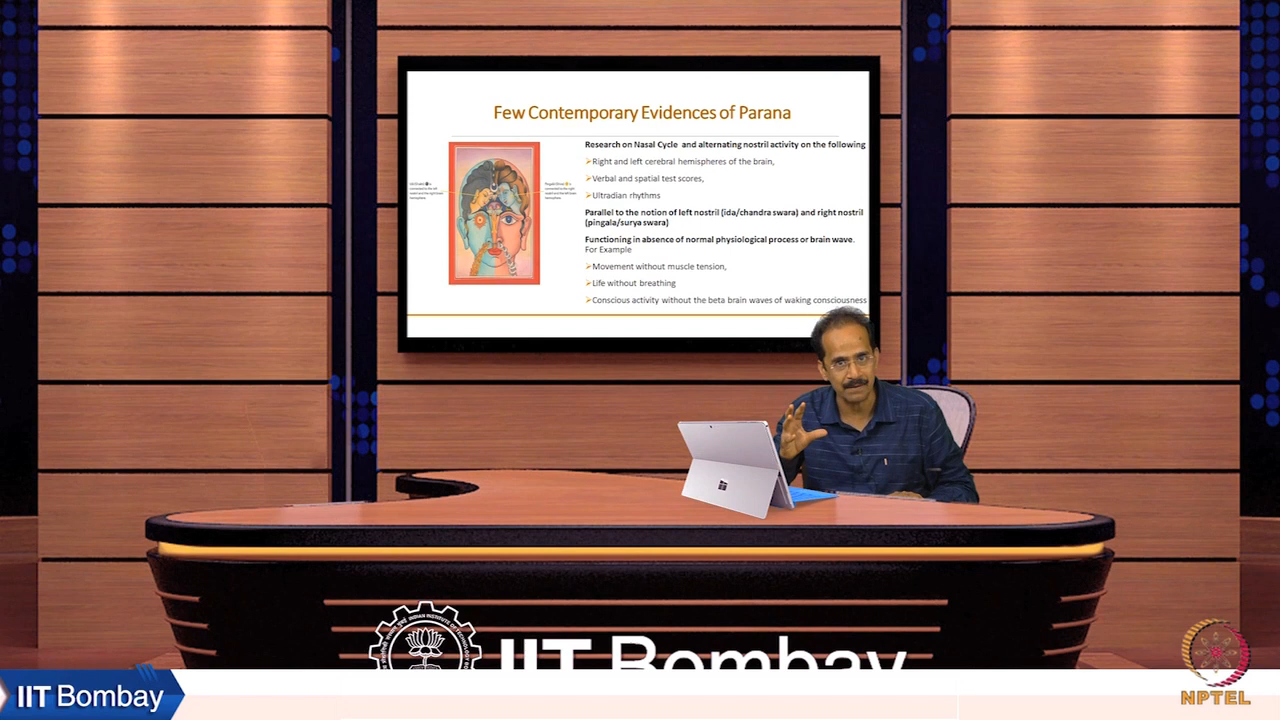 Few Contemporary Evidences of Parana
Research on Nasal Cycle and alternating nostril activity on the following
➢Right and left cerebral hemispheres of the brain,
➢Verbal and spatial test scores,
➢Ultradian rhythms
Parallel to the notion of left nostril (ida/chandra swara) and right nostril
(pingala/surya swara)
Functioning in absence of normal physiological process or brain wave.
For Example
➢Movement without muscle tension,
➢Life without breathing
➢Conscious activity without the beta brain waves of waking consciousness
IIT Bombay
IIT Bombay
NPTEL